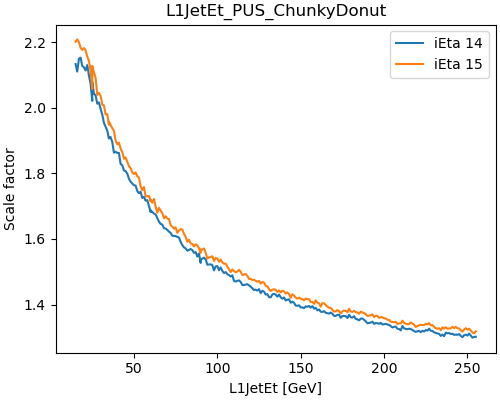 L1JetEt_PUS_ChunkyDonut
iEta 14
iEta 15
2.2
2.0
1.8
1.6
1.4
Scale factor
50
100
150
200
250
L1JetEt [GeV]